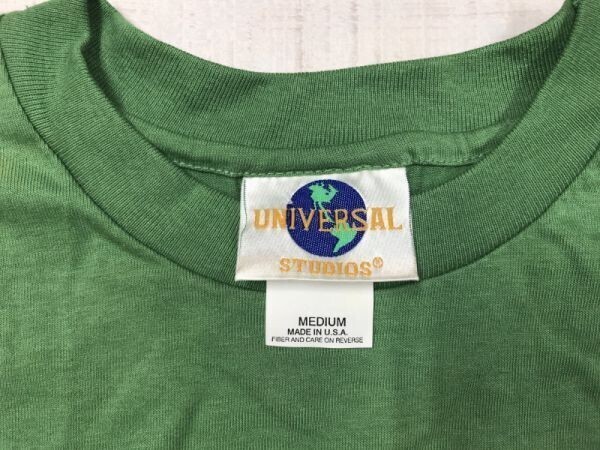 UNIVERSAL
STUDIOS®
MEDIUM
MADE IN U.S.A.
FIBER AND CARE ON REVERSE